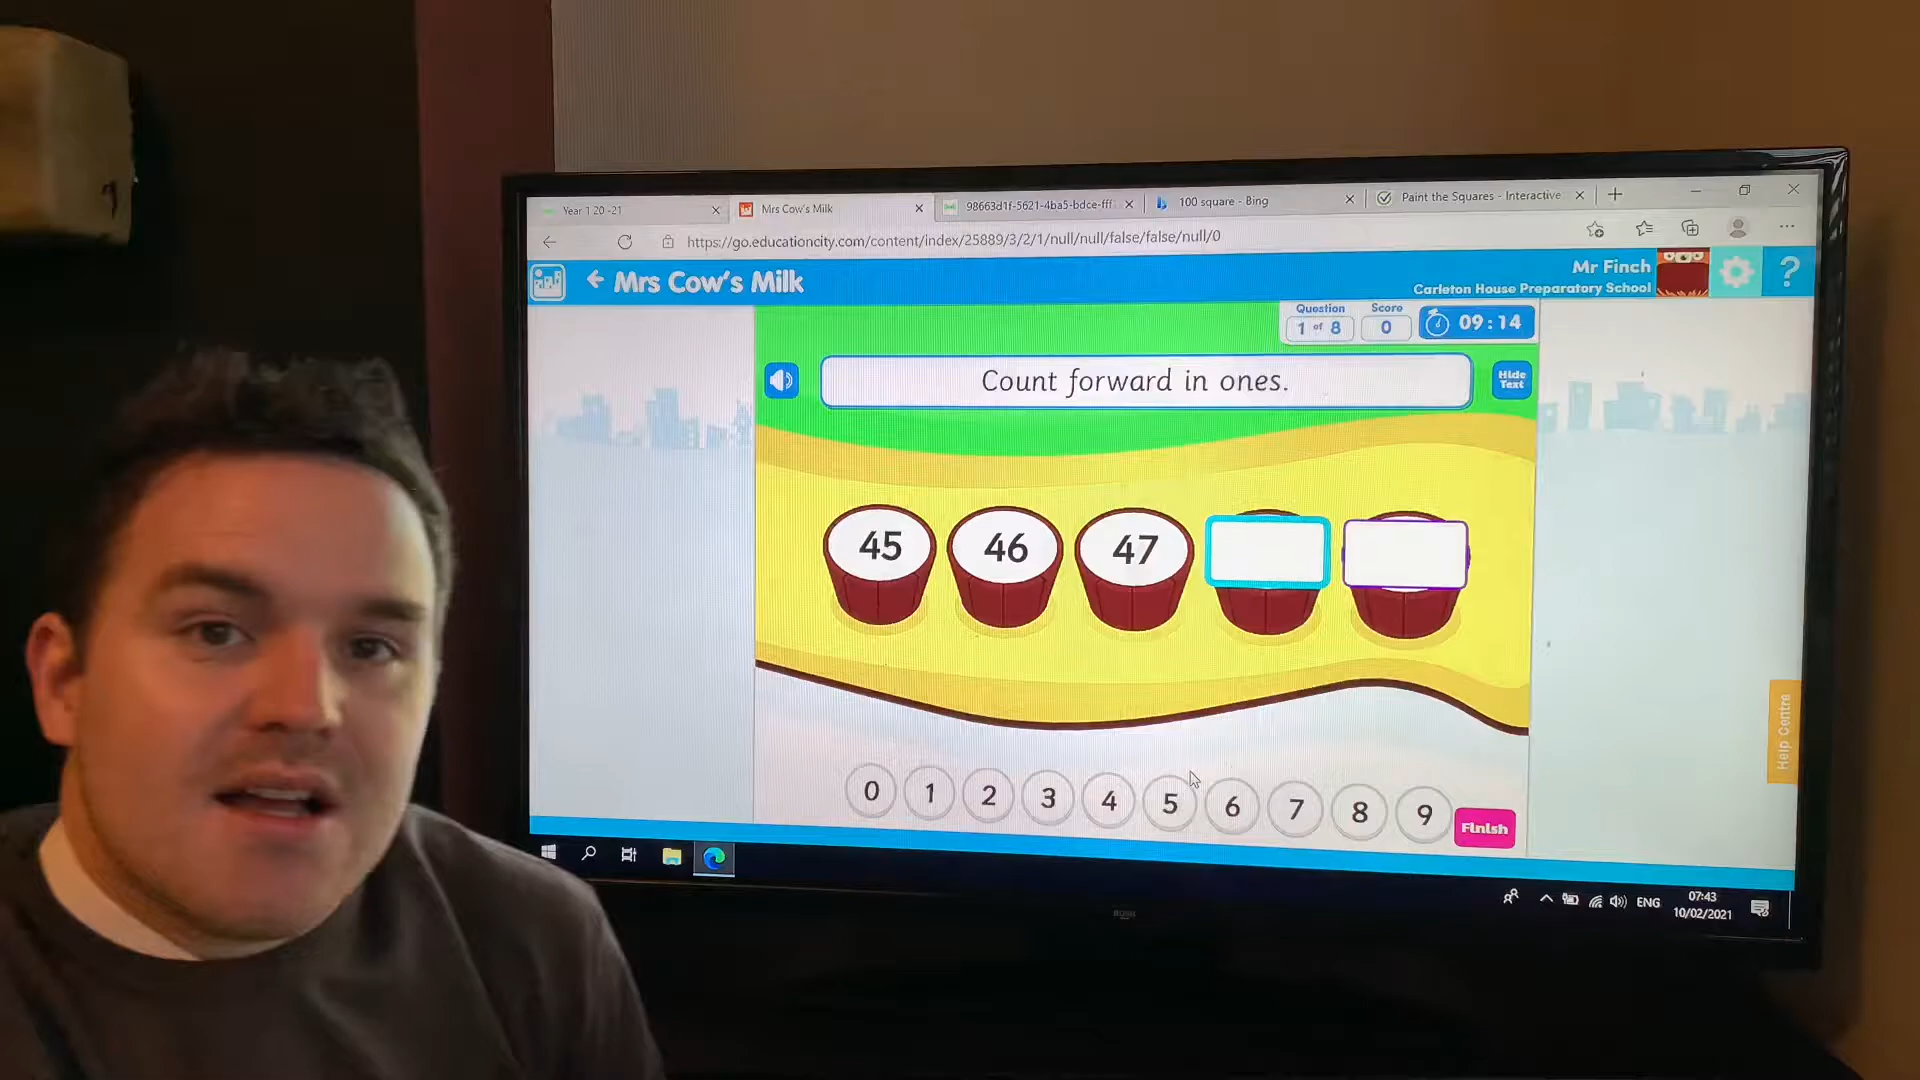 Year 1 20 -21
Mrs Cow's Milk
98663d1f-5621-4ba5-bdce-fff
100 square - Bing
Paint the Squares - Interactive
https://go.educationcity.com/content/index/25889/3/2/1/null/null/false/false/null/0
Mrs Cow's Milk
Mr Finch
Carleton House Preparatory School
?
Question
1 of 8
Score
0
09:14
Count forward in ones.
Hide Text
45 46 47
0 1 2 3 4 5 6 7 8 9
Finish
Help Centre
ENG
07:43
10/02/2021
BUSH